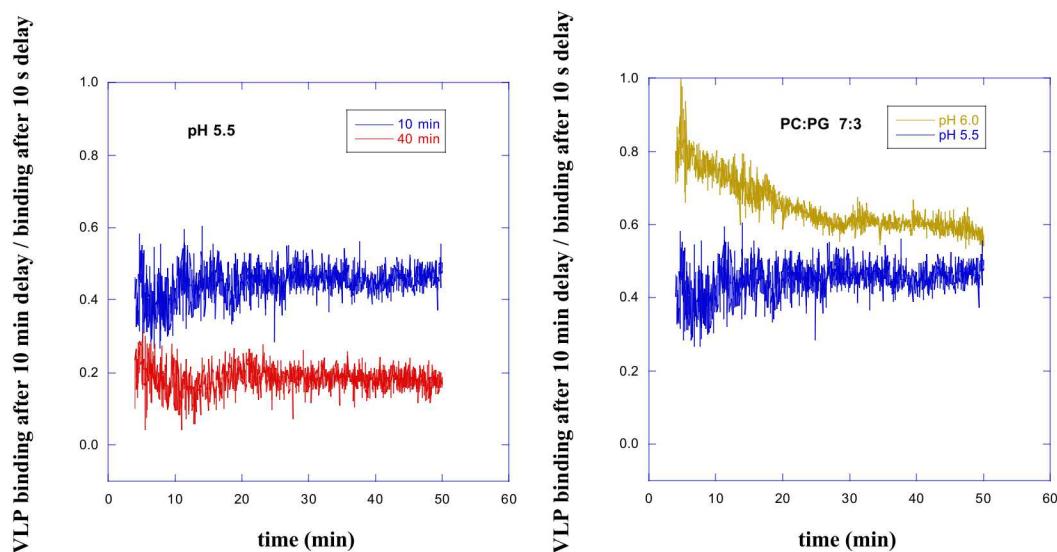 VLP binding after 10 min delay / binding after 10 s delay
1.0
0.8
0.6
0.4
0.2
0.0
pH 5.5
10 min
40 min
0
10
20
30
40
50
60
time (min)
VLP binding after 10 min delay / binding after 10 s delay
1.0
0.8
0.6
0.4
0.2
0.0
PC:PG 7:3
pH 6.0
pH 5.5
0
10
20
30
40
50
60
time (min)